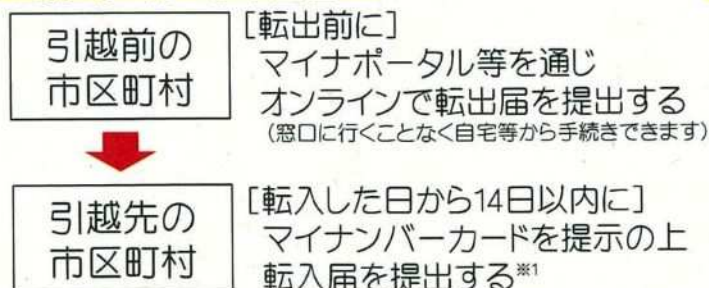 引越前の
市区町村
[転出前に]
マイナポータル等を通じ
オンラインで転出届を提出する
(窓口に行くことなく自宅等から手続きできます)
引越先の
市区町村
[転入した日から14日以内に]
マイナンバーカードを提示の上
転入届を提出する※1